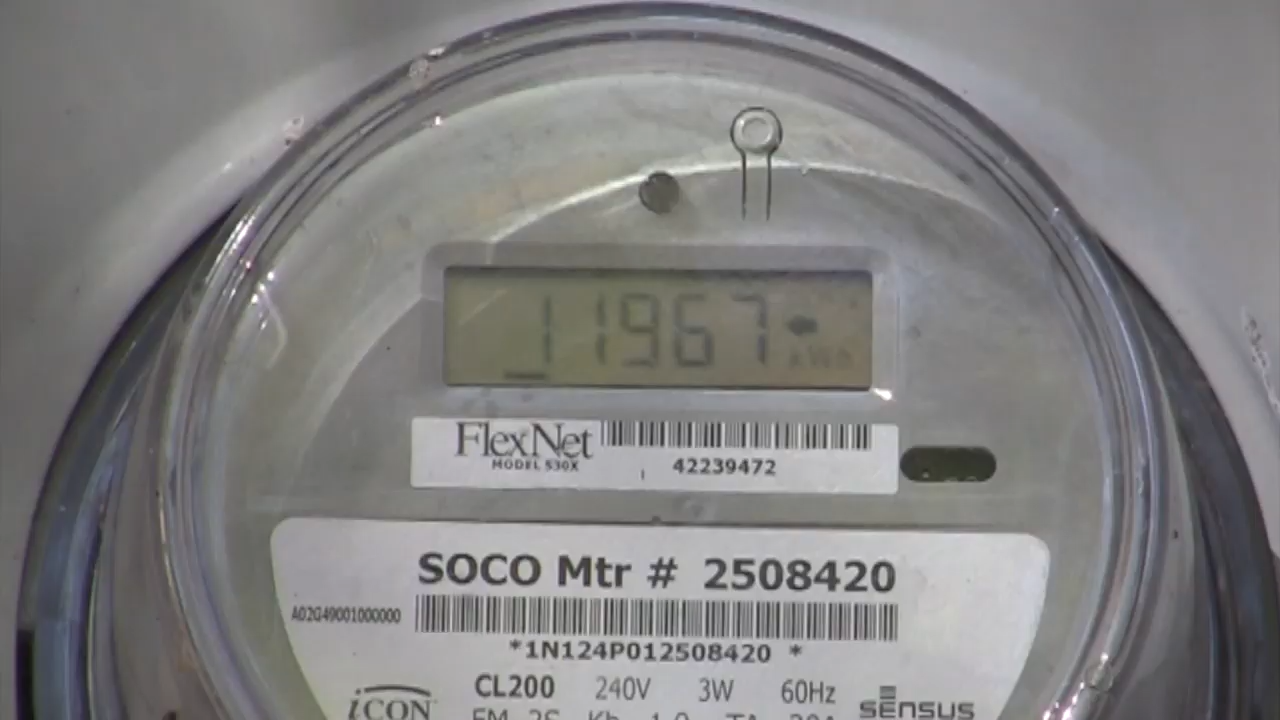 11967
kWh
FlexNet
MODEL 530X
42239472
SOCO Mtr # 2508420
A02G49001000000
*1N124P012508420 *
CL200 240V 3W 60Hz
iCON
SENSUS